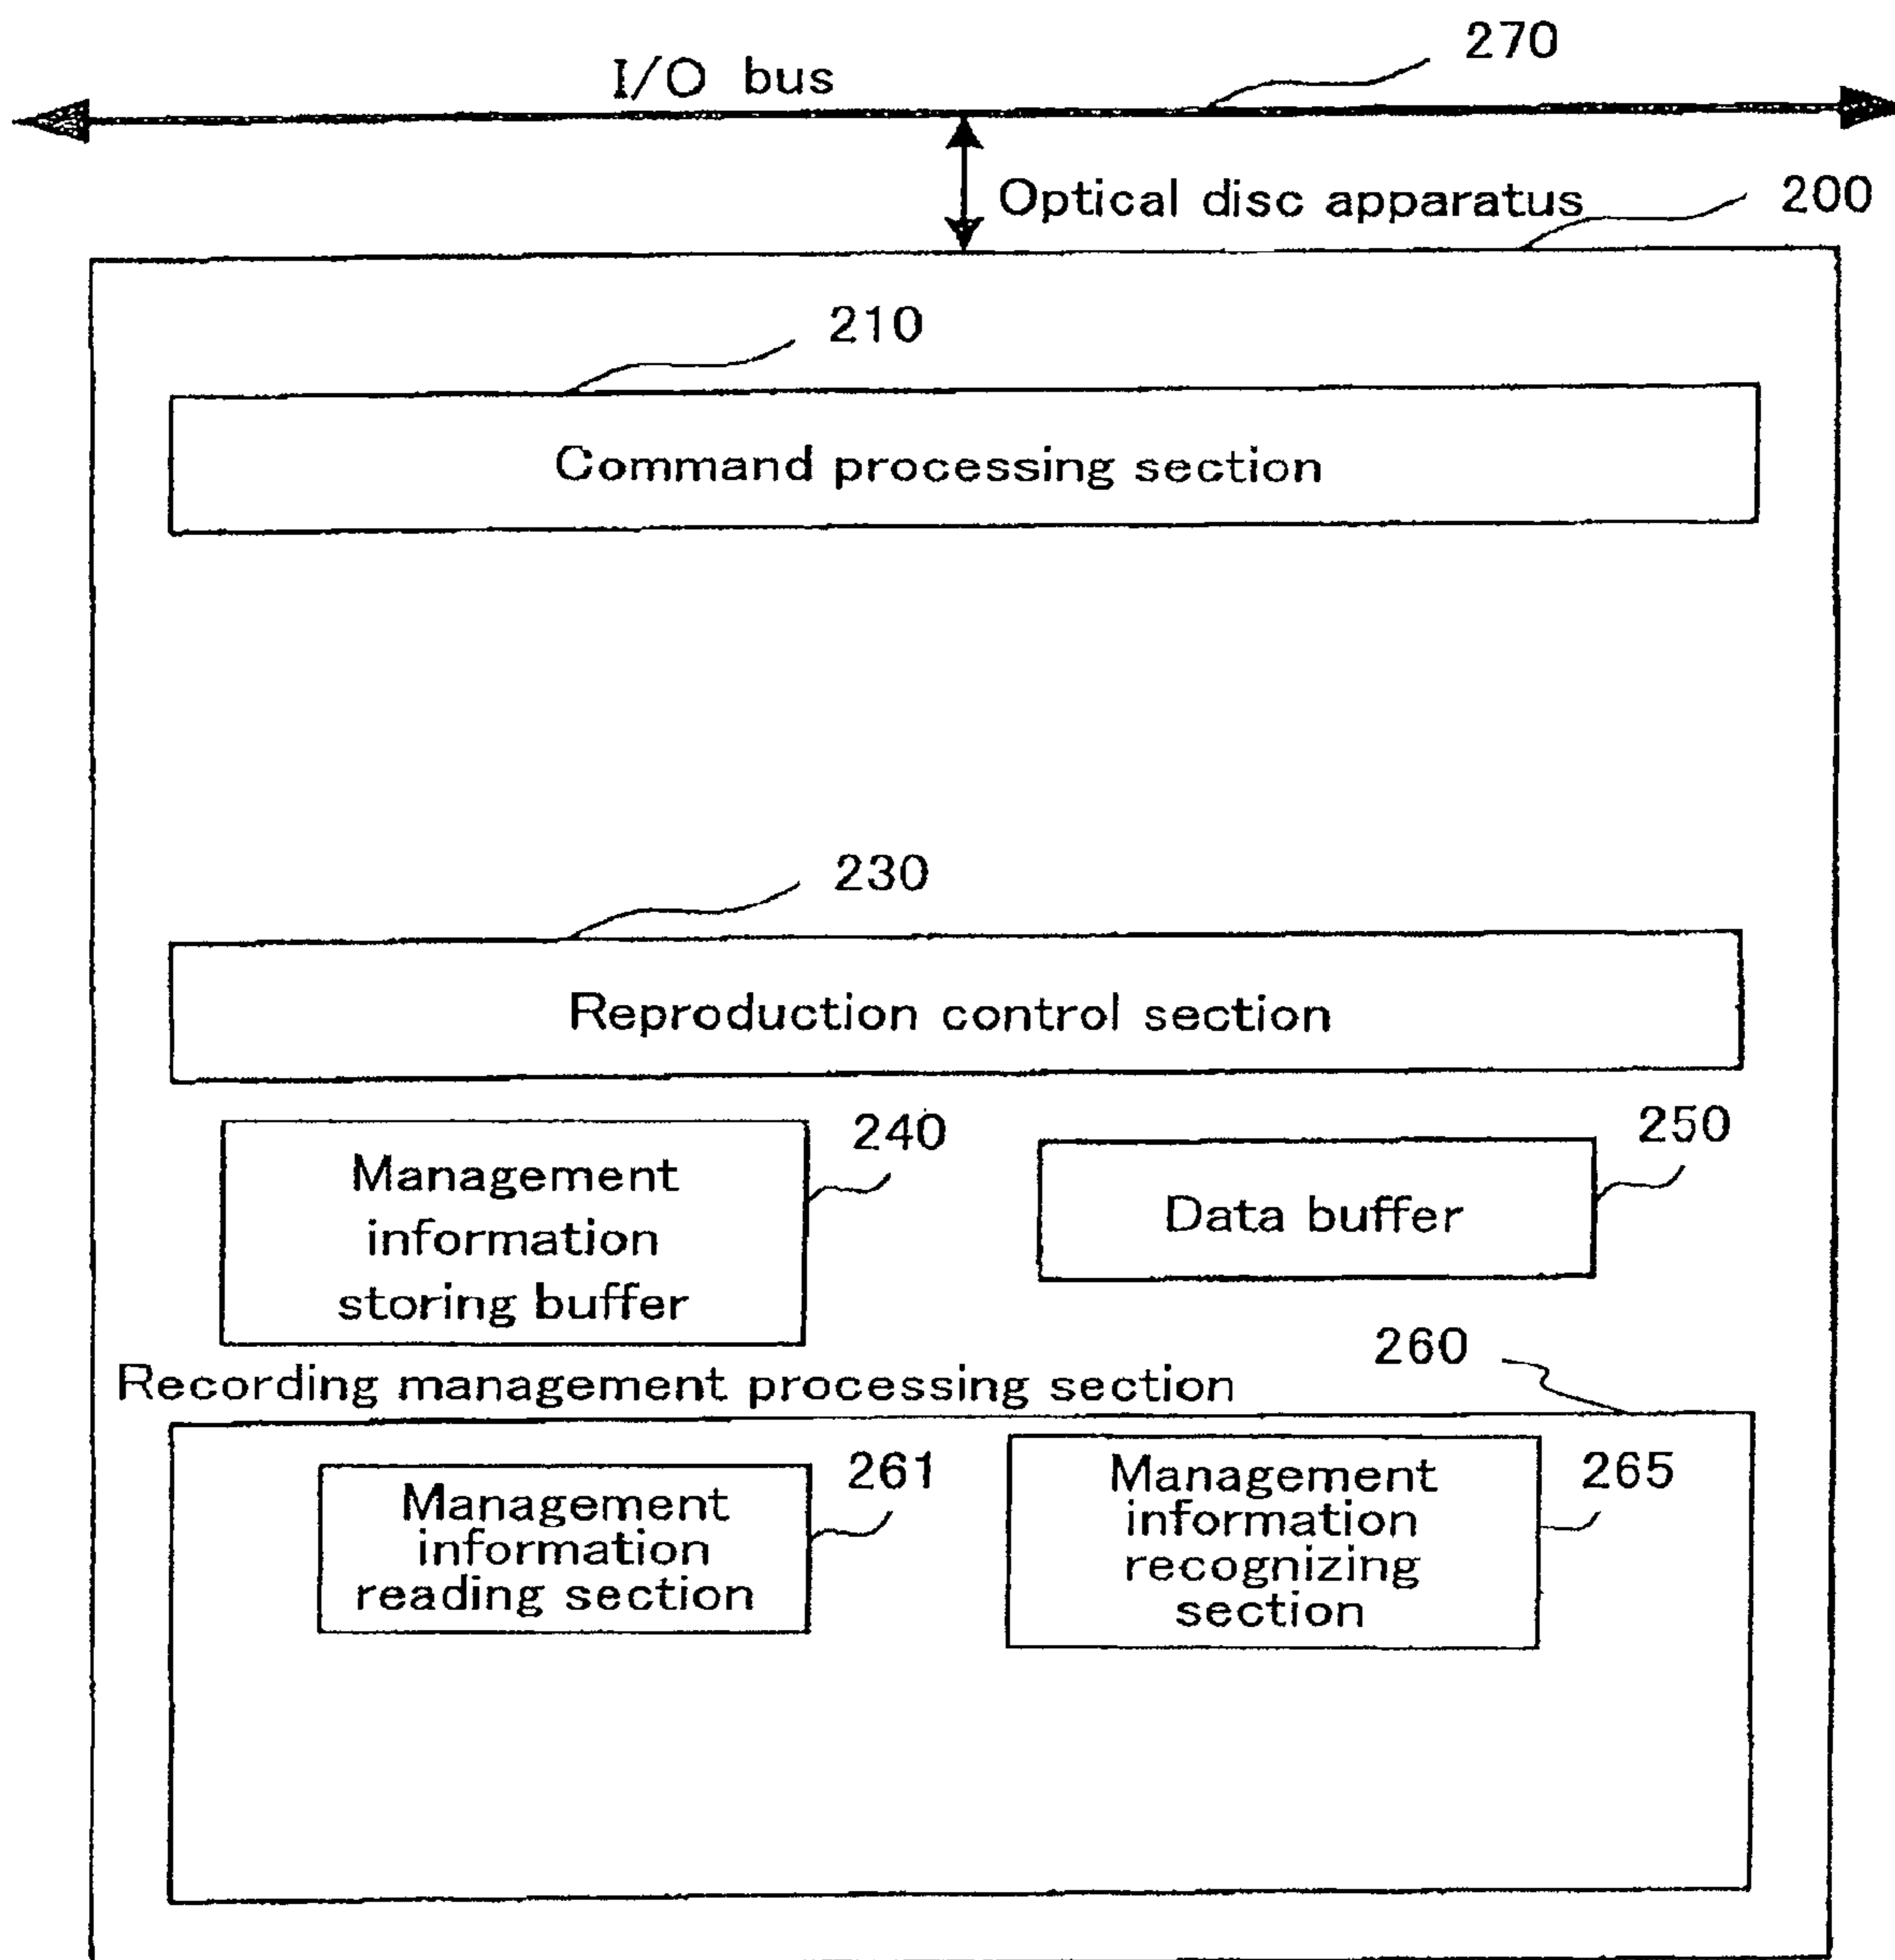 270
I/O bus
Optical disc apparatus
200
210
Command processing section
230
Reproduction control section
240
250
Management
information
storing buffer
Data buffer
260
Recording management processing section
261
265
Management
information
reading section
Management
information
recognizing
section